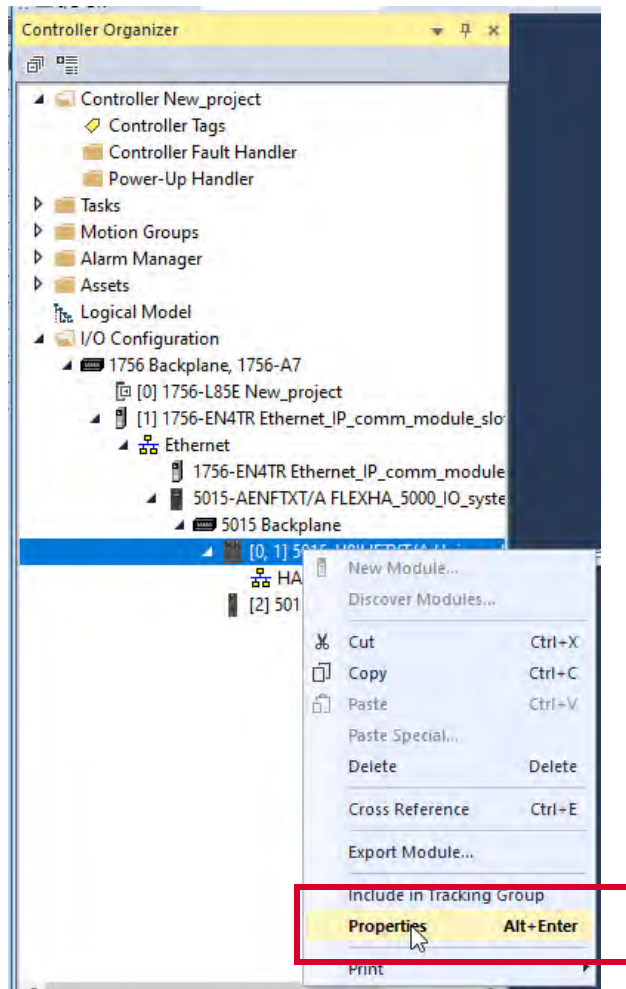 Controller Organizer
Controller New_project
Controller Tags
Controller Fault Handler
Power-Up Handler
Tasks
Motion Groups
Alarm Manager
Assets
Logical Model
I/O Configuration
1756 Backplane, 1756-A7
[0] 1756-L85E New_project
[1] 1756-EN4TR Ethernet_IP_comm_module_slo
Ethernet
1756-EN4TR Ethernet_IP_comm_module
5015-AENFTXT/A FLEXHA_5000_IO_syste
5015 Backplane
[0, 1]
HA
[2] 501
New Module...
Discover Modules...
Cut Ctrl+X
Copy Ctrl+C
Paste Ctrl+V
Paste Special...
Delete Delete
Cross Reference Ctrl+E
Export Module...
Include in Tracking Group
Properties Alt+Enter
Print